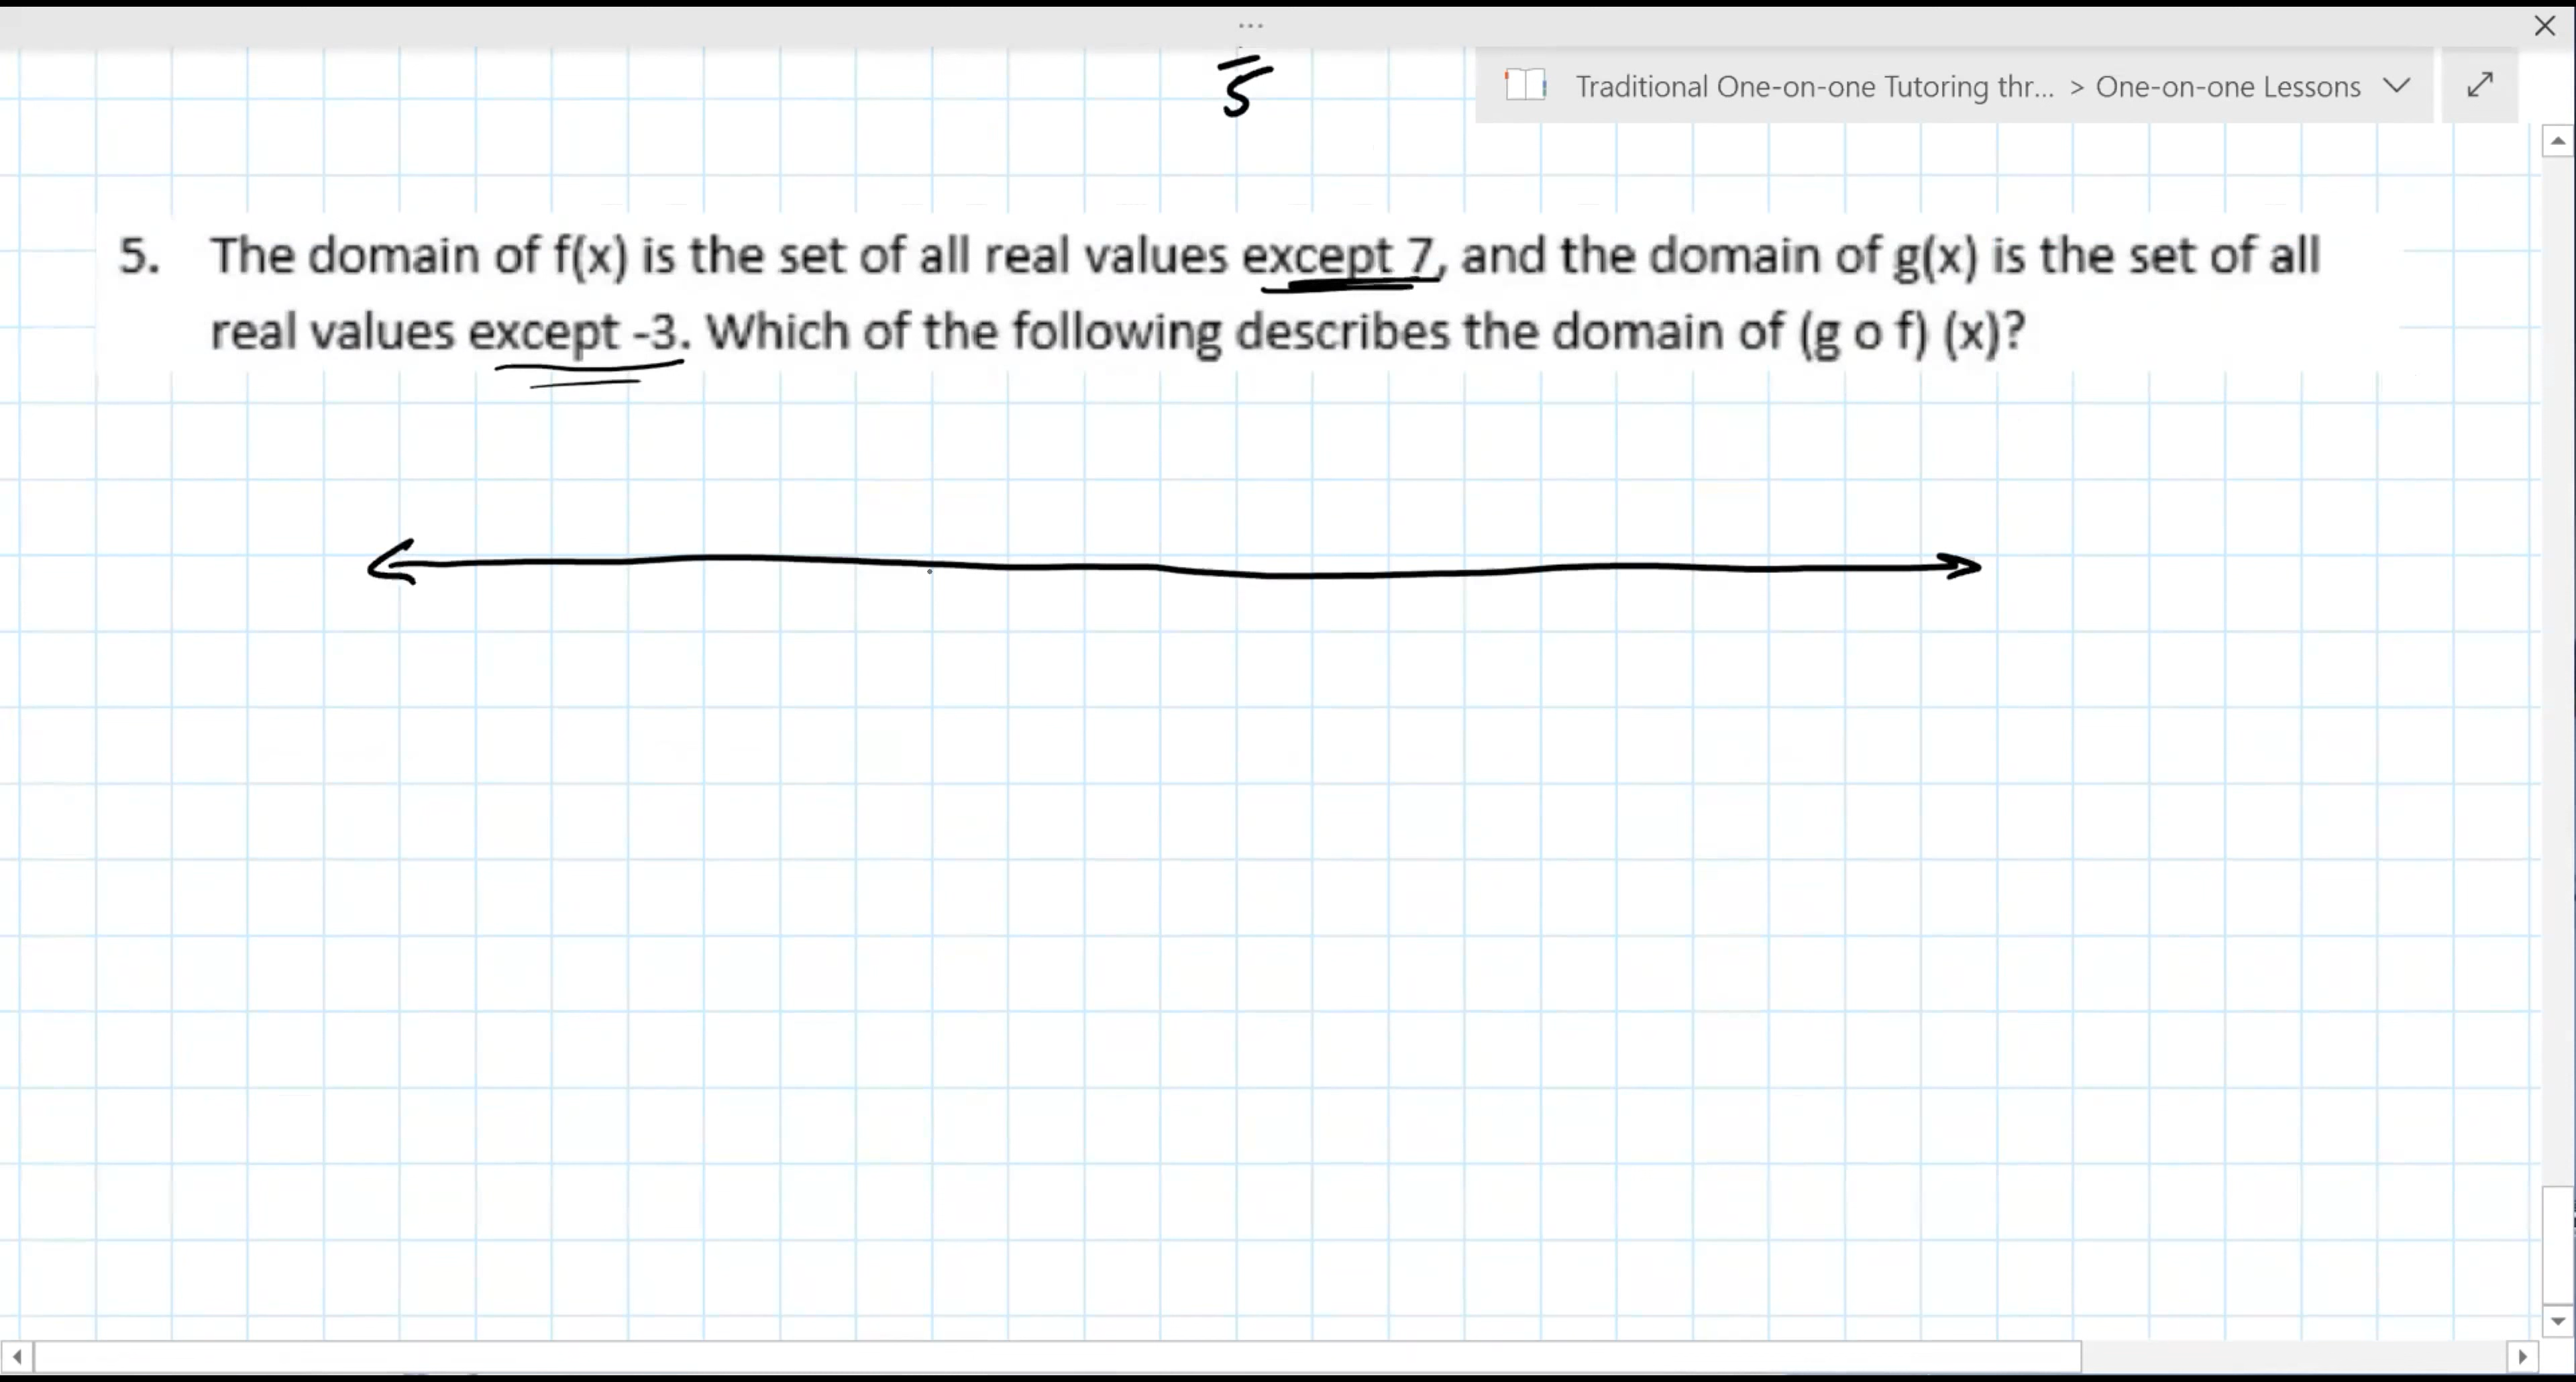 ...
5
Traditional One-on-one Tutoring thr... > One-on-one Lessons
5. The domain of f(x) is the set of all real values except 7, and the domain of g(x) is the set of all
real values except -3. Which of the following describes the domain of (g o f) (x)?